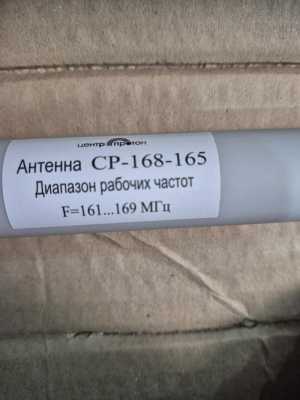 ЦЕНТР ПРОТОН
Антенна СР-168-165
Диапазон рабочих частот
F=161...169 МГц